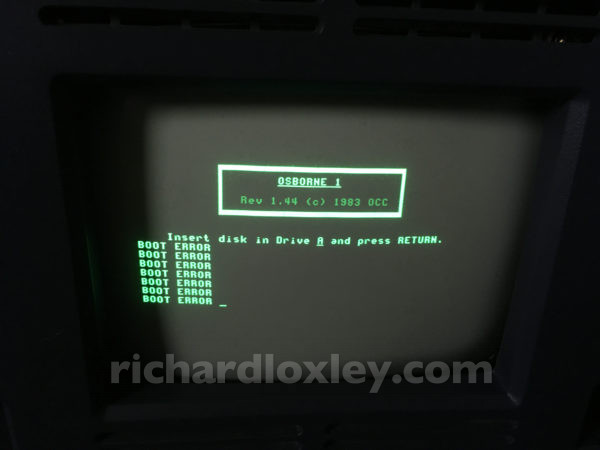 OSBORNE 1
Rev 1.44 (c) 1983 OCC
Insert disk in Drive A and press RETURN.
BOOT ERROR
BOOT ERROR
BOOT ERROR
BOOT ERROR
BOOT ERROR
BOOT ERROR
BOOT ERROR _
richardloxley.com